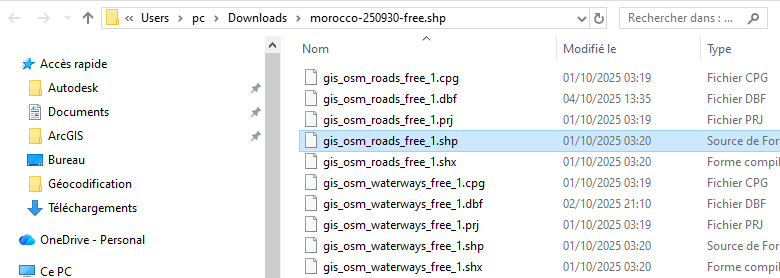 « Users › pc › Downloads › morocco-250930-free.shp Rechercher dans : ...
Nom Modifié le Type
Accès rapide
Autodesk
Documents
ArcGIS
Bureau
Géocodification
Téléchargements
OneDrive - Personal
Ce PC
gis_osm_roads_free_1.cpg 01/10/2025 03:19 Fichier CPG
gis_osm_roads_free_1.dbf 04/10/2025 13:35 Fichier DBF
gis_osm_roads_free_1.prj 01/10/2025 03:19 Fichier PRJ
gis_osm_roads_free_1.shp 01/10/2025 03:20 Source de For
gis_osm_roads_free_1.shx 01/10/2025 03:20 Forme compil
gis_osm_waterways_free_1.cpg 01/10/2025 03:19 Fichier CPG
gis_osm_waterways_free_1.dbf 02/10/2025 21:10 Fichier DBF
gis_osm_waterways_free_1.prj 01/10/2025 03:19 Fichier PRJ
gis_osm_waterways_free_1.shp 01/10/2025 03:20 Source de For
gis_osm_waterways_free_1.shx 01/10/2025 03:20 Forme compil